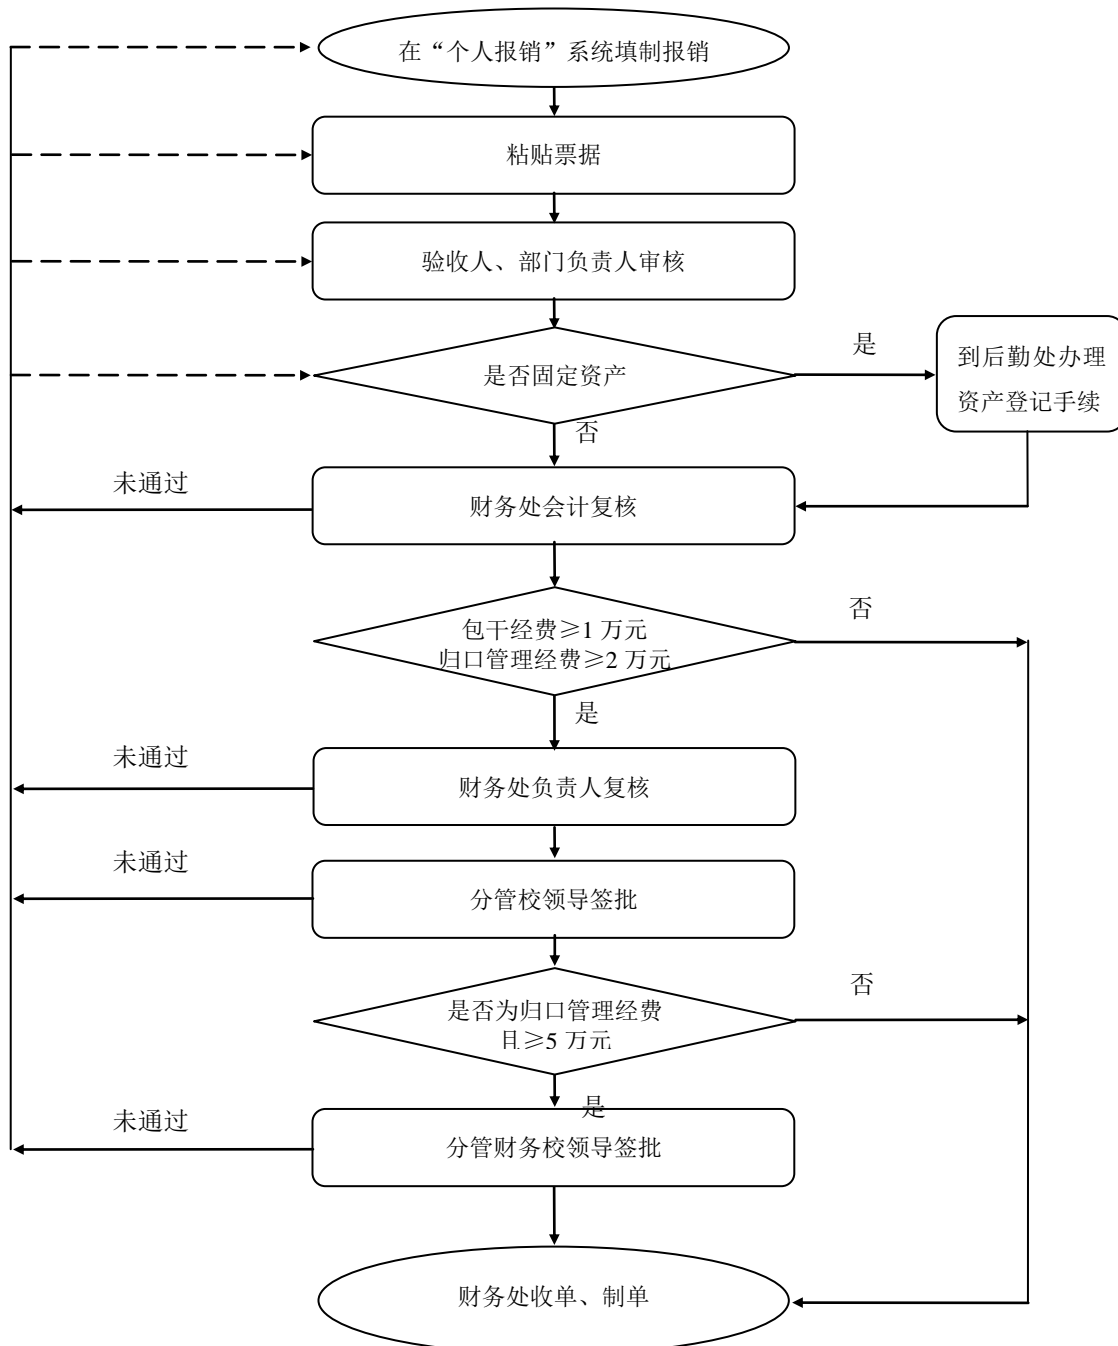 在“个人报销”系统填制报销
粘贴票据
验收人、部门负责人审核
是否固定资产
是
到后勤处办理
资产登记手续
否
未通过
财务处会计复核
包干经费≥1 万元
归口管理经费≥2 万元
否
是
未通过
财务处负责人复核
未通过
分管校领导签批
是否为归口管理经费
且≥5 万元
否
是
未通过
分管财务校领导签批
财务处收单、制单